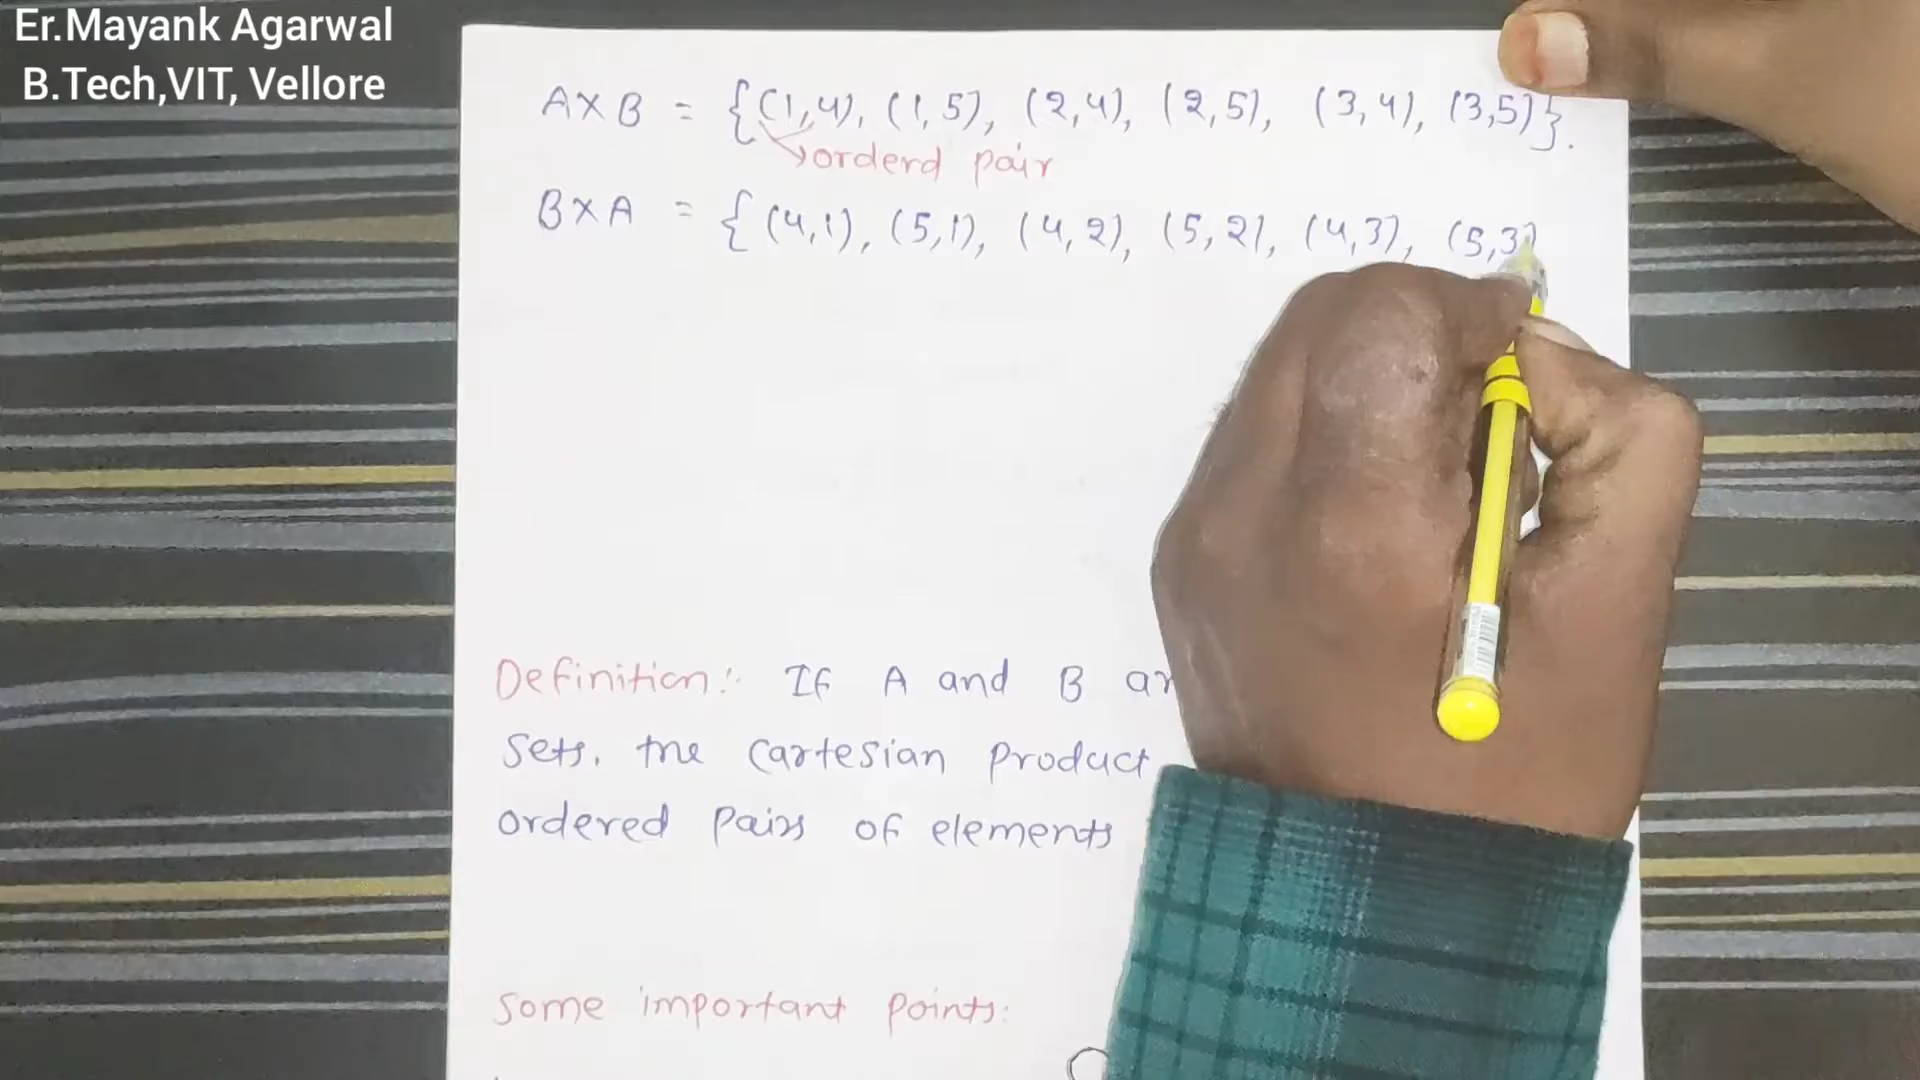 Er.Mayank Agarwal
B.Tech,VIT, Vellore
A×B = {(1,4), (1,5), (2,4), (2,5), (3,4), (3,5)}.
orderd pair
B×A = {(4,1), (5,1), (4,2), (5,2), (4,3), (5,3)
Definition:- If A and B
Sets, the Cartesian Product
ordered Pairs of elements
Some important Points: